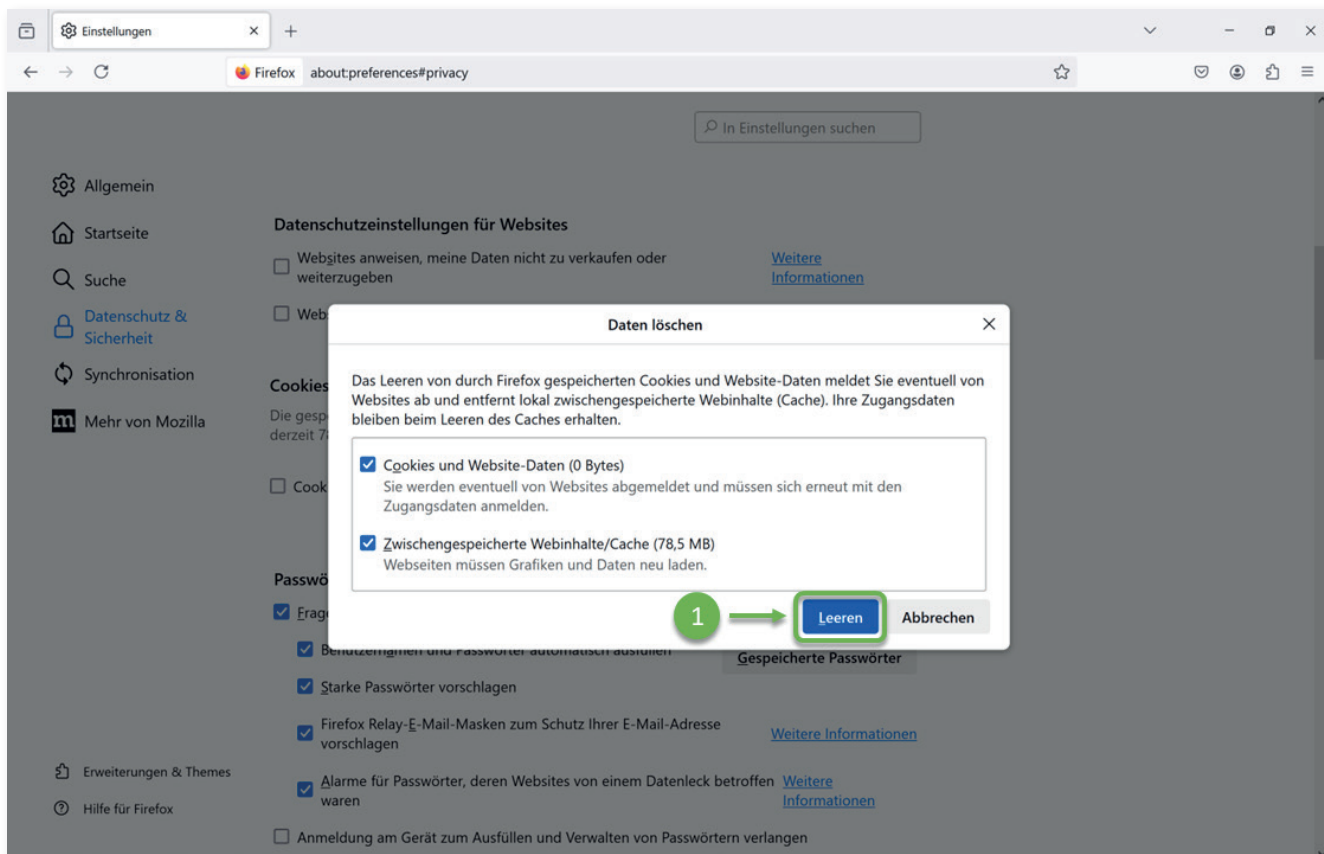 Einstellungen
Firefox about:preferences#privacy
In Einstellungen suchen
Allgemein
Startseite
Suche
Datenschutz &
Sicherheit
Synchronisation
Mehr von Mozilla
Erweiterungen & Themes
Hilfe für Firefox
Datenschutzeinstellungen für Websites
Websites anweisen, meine Daten nicht zu verkaufen oder
weiterzugeben
Weitere
Informationen
Web
Cookies
Die gesp
derzeit 78
Cook
Daten löschen
Das Leeren von durch Firefox gespeicherten Cookies und Website-Daten meldet Sie eventuell von
Websites ab und entfernt lokal zwischengespeicherte Webinhalte (Cache). Ihre Zugangsdaten
bleiben beim Leeren des Caches erhalten.
Cookies und Website-Daten (0 Bytes)
Sie werden eventuell von Websites abgemeldet und müssen sich erneut mit den
Zugangsdaten anmelden.
Zwischengespeicherte Webinhalte/Cache (78,5 MB)
Webseiten müssen Grafiken und Daten neu laden.
1
Leeren
Abbrechen
Passwö
Frage
Benutzernamen und Passwörter automatisch ausfüllen
Gespeicherte Passwörter
Starke Passwörter vorschlagen
Firefox Relay-E-Mail-Masken zum Schutz Ihrer E-Mail-Adresse
vorschlagen
Weitere Informationen
Alarme für Passwörter, deren Websites von einem Datenleck betroffen
waren
Weitere
Informationen
Anmeldung am Gerät zum Ausfüllen und Verwalten von Passwörtern verlangen